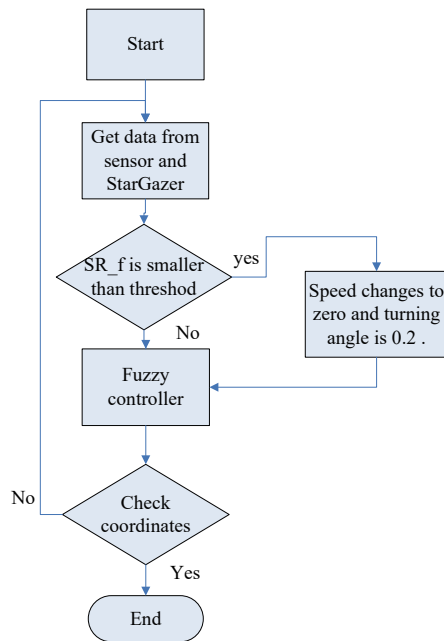 Start
Get data from
sensor and
StarGazer
SR_f is smaller
than threshod
yes
Speed changes to
zero and turning
angle is 0.2 .
No
Fuzzy
controller
No
Check
coordinates
Yes
End